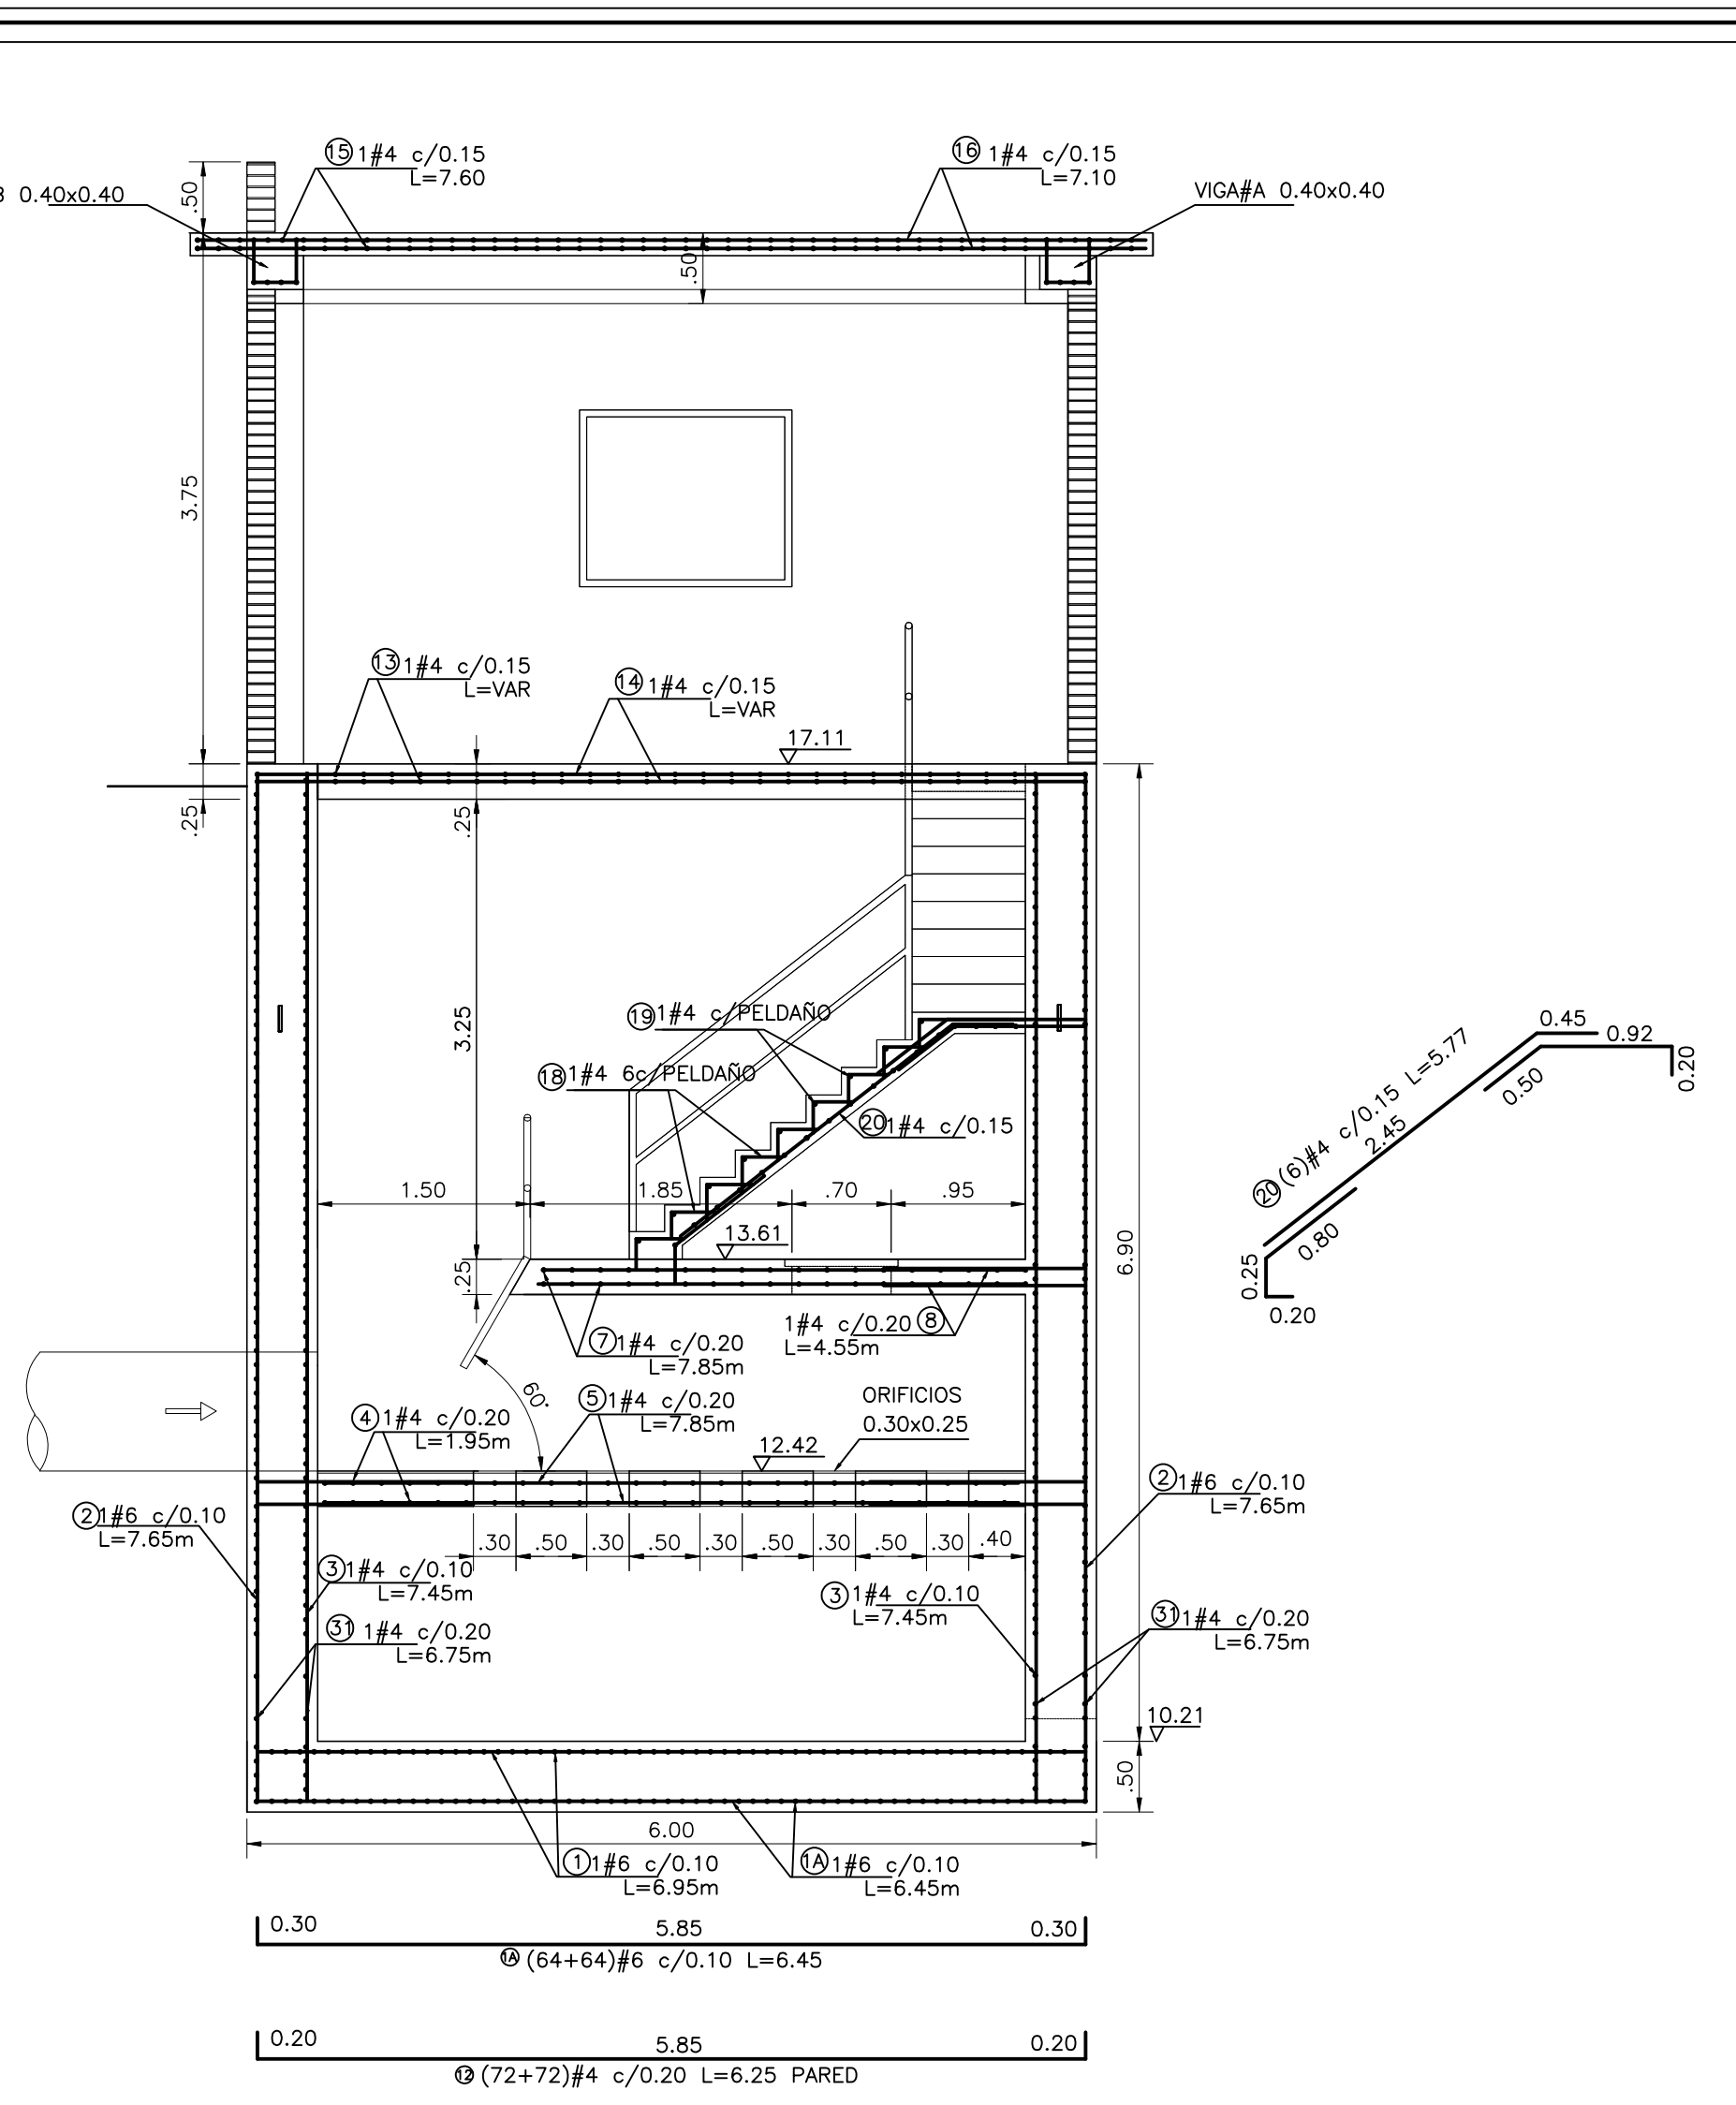 15 1#4 c/0.15
L=7.60
16 1#4 c/0.15
L=7.10
0.40x0.40
VIGA#A 0.40x0.40
.50
.50
3.75
13 1#4 c/0.15
L=VAR
14 1#4 c/0.15
L=VAR
17.11
.25
.25
3.25
19 1#4 c/PELDAÑO
18 1#4 6c/PELDAÑO
20 1#4 c/0.15
1.50
1.85
.70
.95
13.61
.25
6.90
7 1#4 c/0.20
L=7.85m
1#4 c/0.20 8
L=4.55m
60°
4 1#4 c/0.20
L=1.95m
5 1#4 c/0.20
L=7.85m
ORIFICIOS
0.30x0.25
12.42
2 1#6 c/0.10
L=7.65m
2 1#6 c/0.10
L=7.65m
.30 .50 .30 .50 .30 .50 .30 .50 .30 .40
3 1#4 c/0.10
L=7.45m
3 1#4 c/0.10
L=7.45m
31 1#4 c/0.20
L=6.75m
31 1#4 c/0.20
L=6.75m
10.21
.50
6.00
1 1#6 c/0.10
L=6.95m
1A 1#6 c/0.10
L=6.45m
0.30 5.85 0.30
1A (64+64)#6 c/0.10 L=6.45
0.20 5.85 0.20
12 (72+72)#4 c/0.20 L=6.25 PARED
0.45
0.92
0.20
0.50
20 (6)#4 c/0.15 L=5.77
2.45
0.80
0.25
0.20